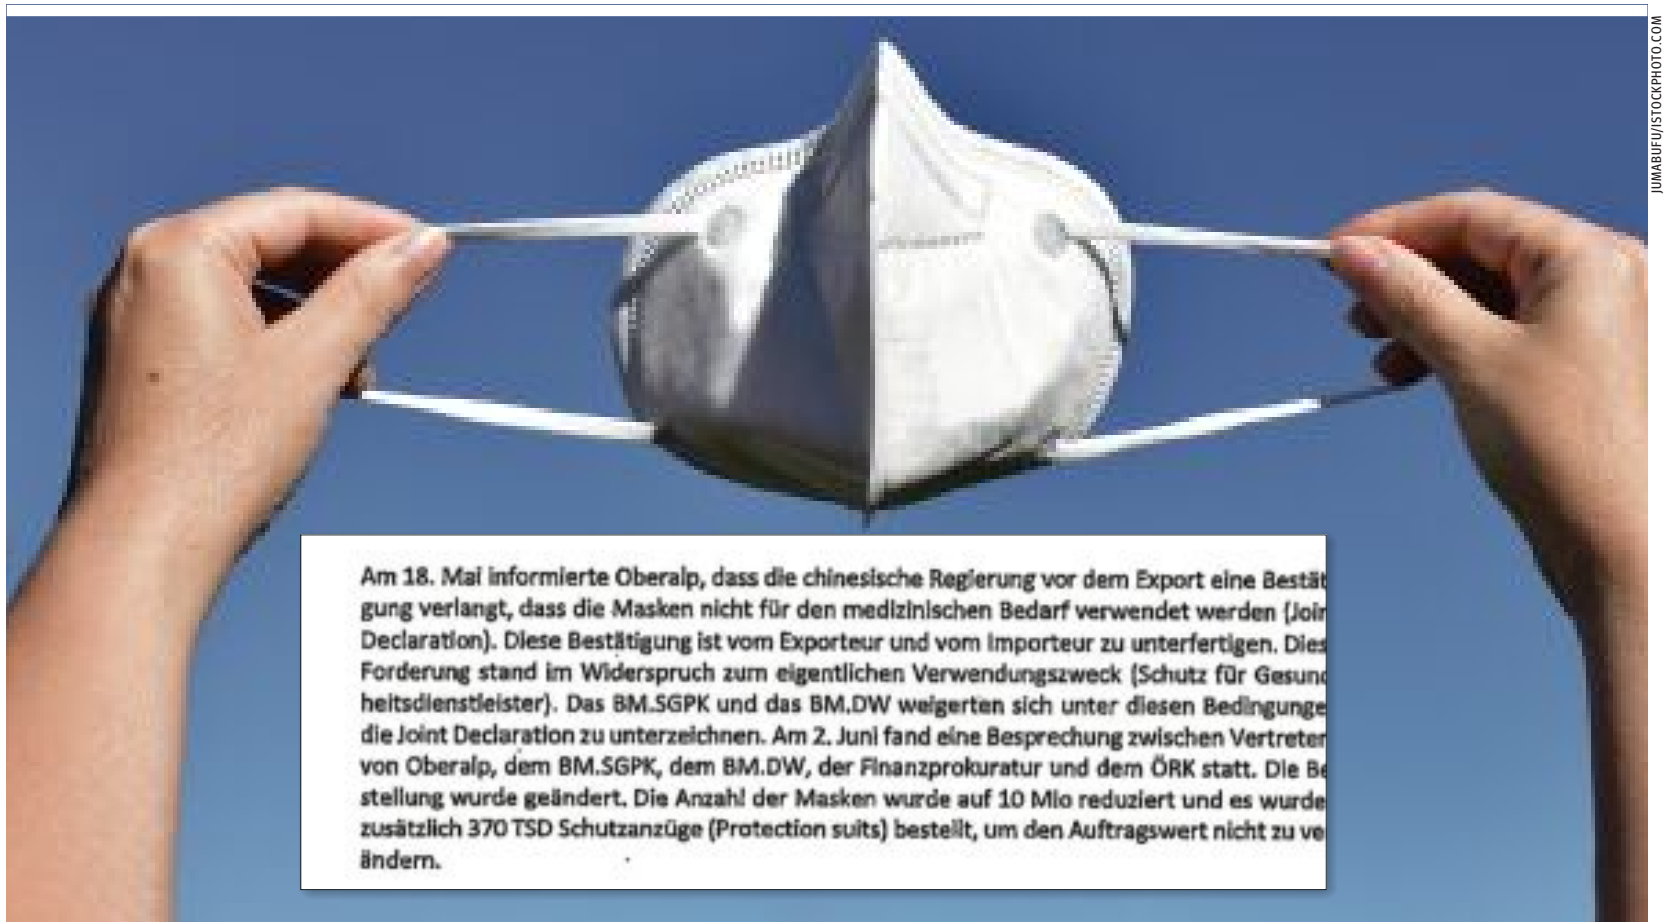 JUMABUFU/ISTOCKPHOTO.COM
Am 18. Mai informierte Oberalp, dass die chinesische Regierung vor dem Export eine Bestät
gung verlangt, dass die Masken nicht für den medizinischen Bedarf verwendet werden (Join
Declaration). Diese Bestätigung ist vom Exporteur und vom Importeur zu unterfertigen. Dies
Forderung stand im Widerspruch zum eigentlichen Verwendungszweck (Schutz für Gesund
heitsdienstleister). Das BM.SGPK und das BM.DW weigerten sich unter diesen Bedingunge
die Joint Declaration zu unterzeichnen. Am 2. Juni fand eine Besprechung zwischen Vertreter
von Oberalp, dem BM.SGPK, dem BM.DW, der Finanzprokuratur und dem ÖRK statt. Die Be
stellung wurde geändert. Die Anzahl der Masken wurde auf 10 Mio reduziert und es wurde
zusätzlich 370 TSD Schutzanzüge (Protection suits) bestellt, um den Auftragswert nicht zu ve
ändern.